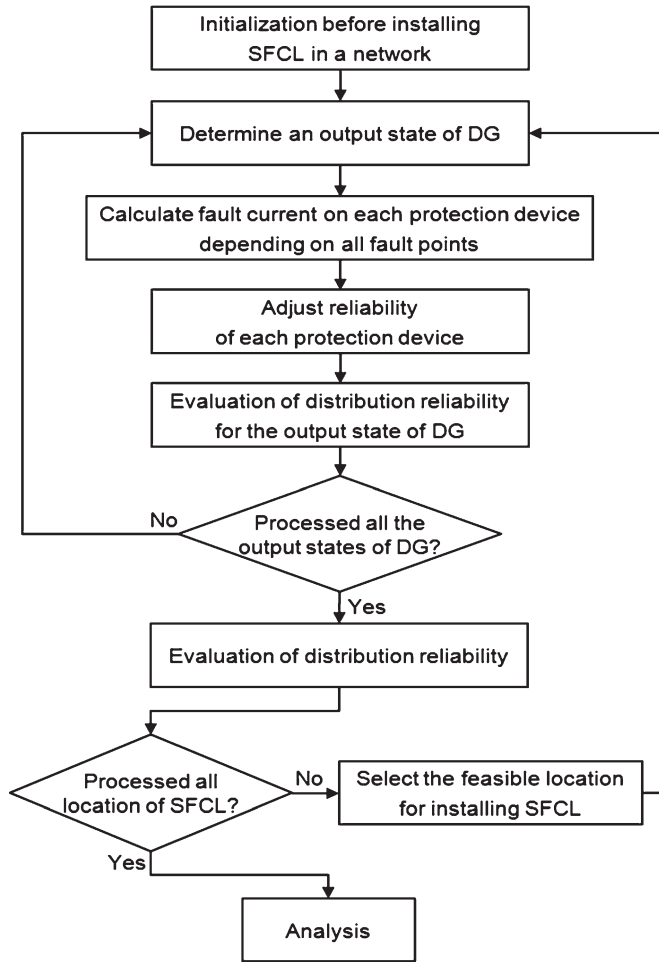 Initialization before installing
SFCL in a network
Determine an output state of DG
Calculate fault current on each protection device
depending on all fault points
Adjust reliability
of each protection device
Evaluation of distribution reliability
for the output state of DG
No
Processed all the
output states of DG?
Yes
Evaluation of distribution reliability
Processed all
location of SFCL?
No
Select the feasible location
for installing SFCL
Yes
Analysis